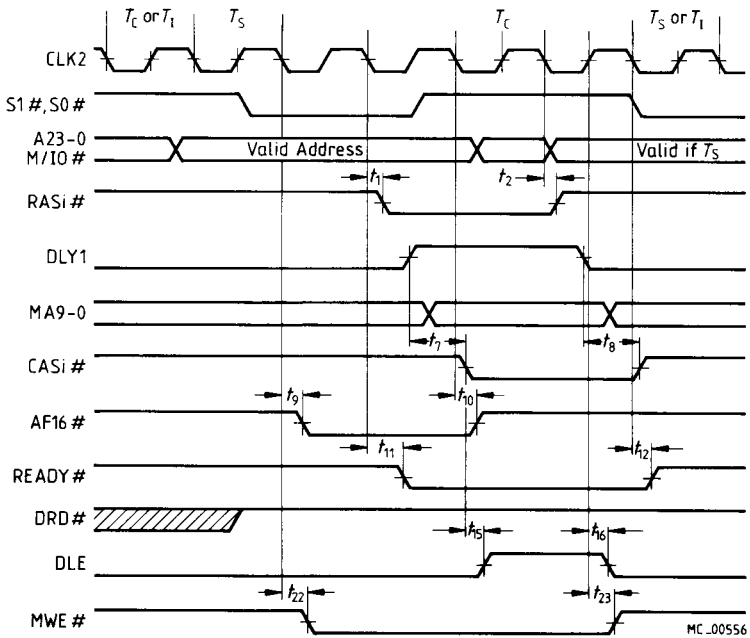 T_C or T_I T_S T_C T_S or T_I
CLK2
S1#,S0#
A23-0
M/IO#
Valid Address
Valid if T_S
t_1
t_2
RASi#
DLY1
MA9-0
t_7
t_8
CASi#
t_9
t_10
AF16#
t_11
t_12
READY#
DRD#
t_15
t_16
DLE
t_22
t_23
MWE#
MC_00556